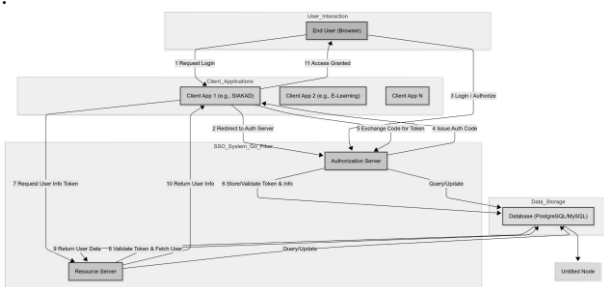 User_Interaction
End User (Browser)
1 Request Login
11 Access Granted
Client_Applications
3 Login / Authorize
Client App 1 (e.g., SIAKAD)
Client App 2 (e.g., E-Learning)
Client App N
2 Redirect to Auth Server
5 Exchange Code for Token
4 Issue Auth Code
SSO_System_Go_Fiber
Authorization Server
7 Request User Info Token
10 Return User Info
6 Store/Validate Token & Info
Query/Update
Data_Storage
Database (PostgreSQL/MySQL)
9 Return User Data
8 Validate Token & Fetch User
Query/Update
Resource Server
Untitled Node